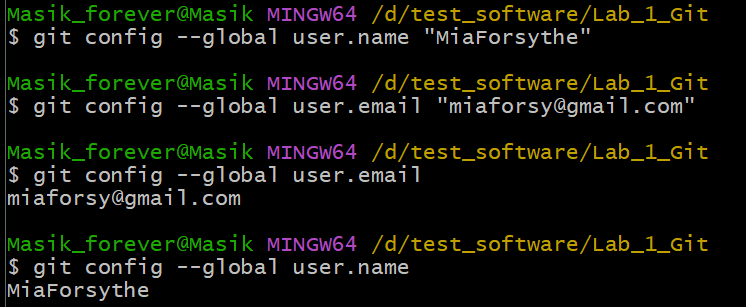 Masik_forever@Masik MINGW64 /d/test_software/Lab_1_Git
$ git config --global user.name "MiaForsythe"
Masik_forever@Masik MINGW64 /d/test_software/Lab_1_Git
$ git config --global user.email "miaforsy@gmail.com"
Masik_forever@Masik MINGW64 /d/test_software/Lab_1_Git
$ git config --global user.email
miaforsy@gmail.com
Masik_forever@Masik MINGW64 /d/test_software/Lab_1_Git
$ git config --global user.name
MiaForsythe